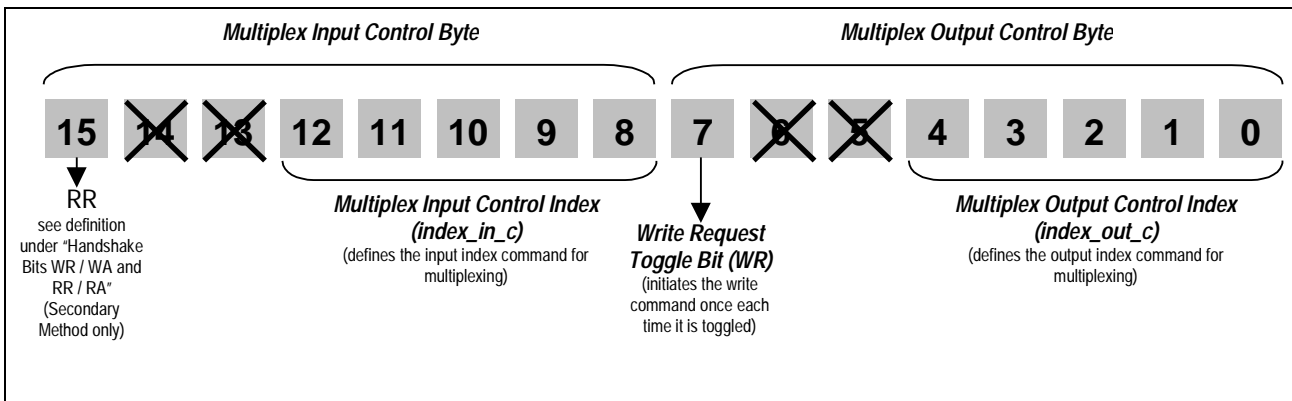 Multiplex Input Control Byte Multiplex Output Control Byte
15 14 13 12 11 10 9 8 7 6 5 4 3 2 1 0
RR
see definition
under "Handshake
Bits WR / WA and
RR / RA"
(Secondary
Method only)
Multiplex Input Control Index
(index_in_c)
(defines the input index command for
multiplexing)
Write Request
Toggle Bit (WR)
(initiates the write
command once each
time it is toggled)
Multiplex Output Control Index
(index_out_c)
(defines the output index command for
multiplexing)